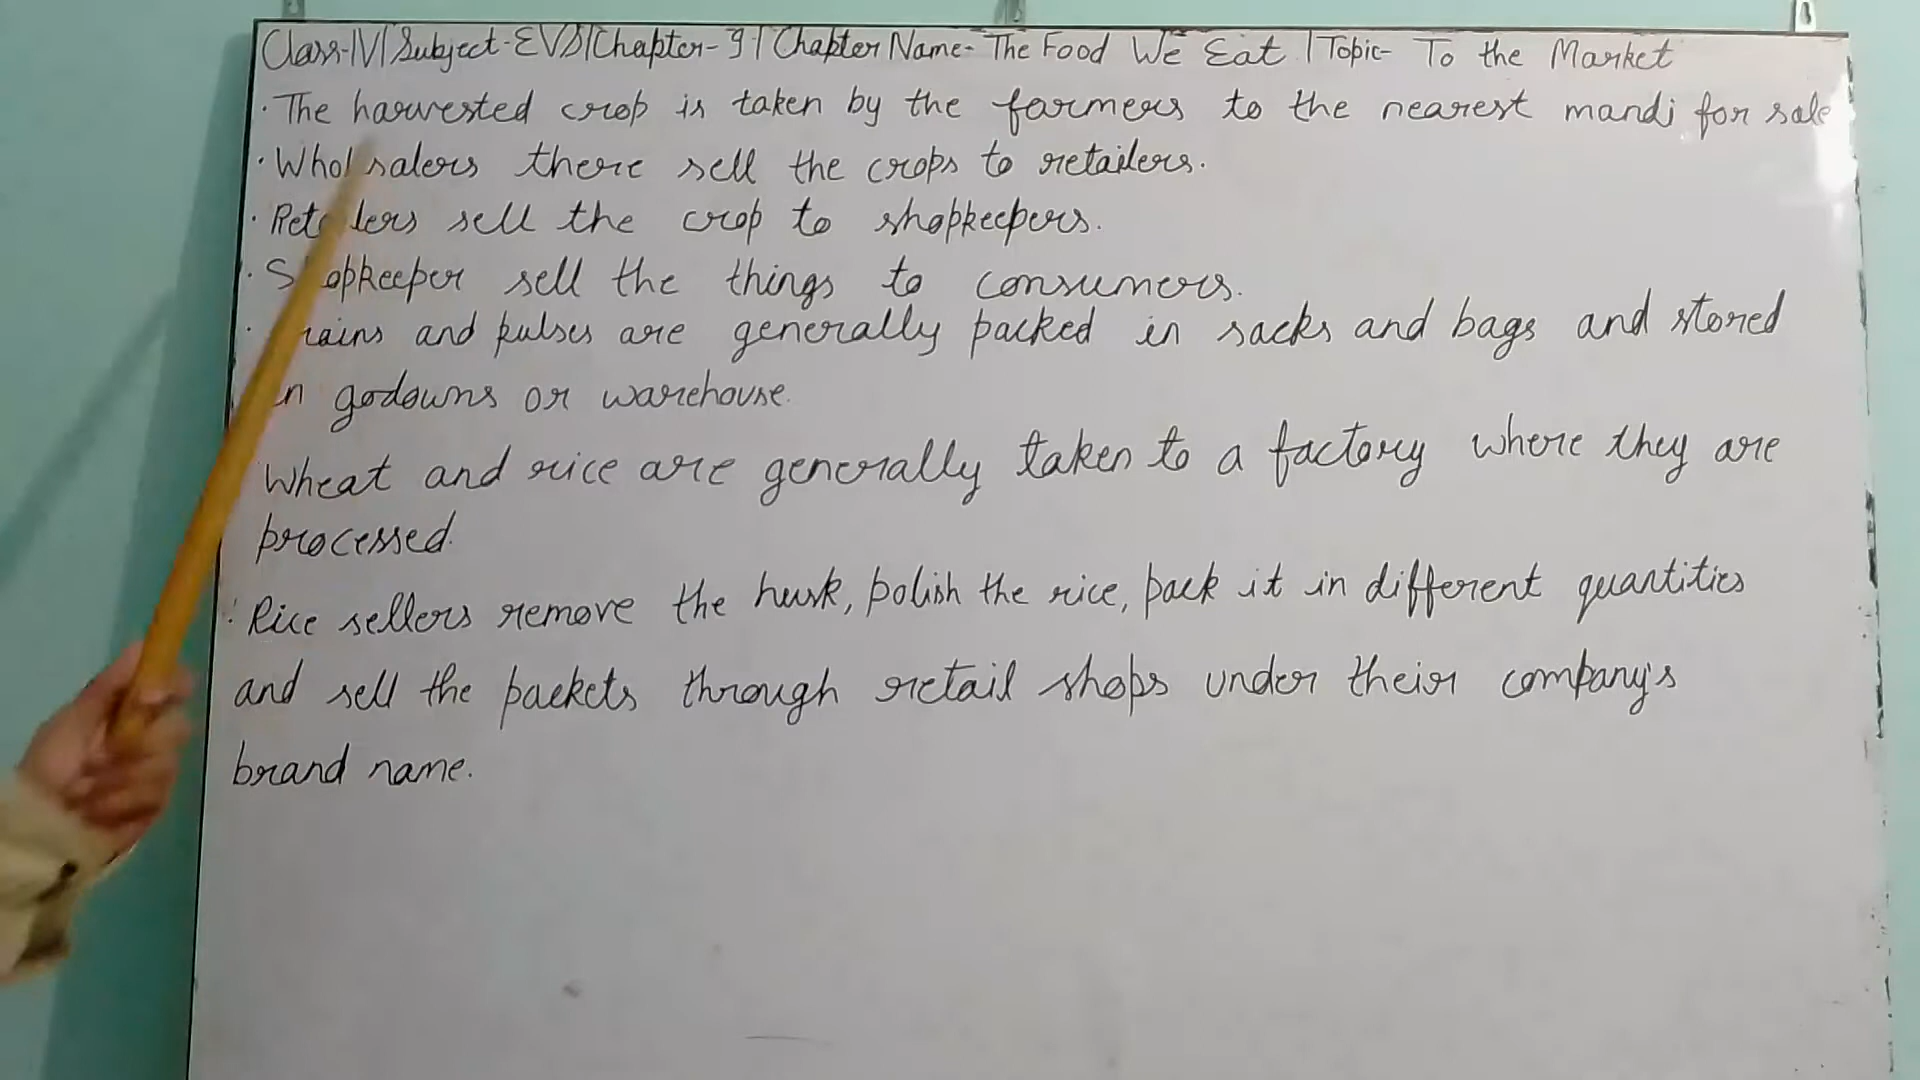 Class-IV|Subject-EVS|Chapter-9| Chapter Name- The Food We Eat | Topic- To the Market
· The harvested crop is taken by the farmers to the nearest mandi for sale
· Wholesalers there sell the crops to retailers.
· Retailers sell the crop to shopkeepers.
· Shopkeeper sell the things to consumers.
· Grains and pulses are generally packed in sacks and bags and stored
in godowns or warehouse.
Wheat and rice are generally taken to a factory where they are
processed.
· Rice sellers remove the husk, polish the rice, pack it in different quantities
and sell the packets through retail shops under their company's
brand name.